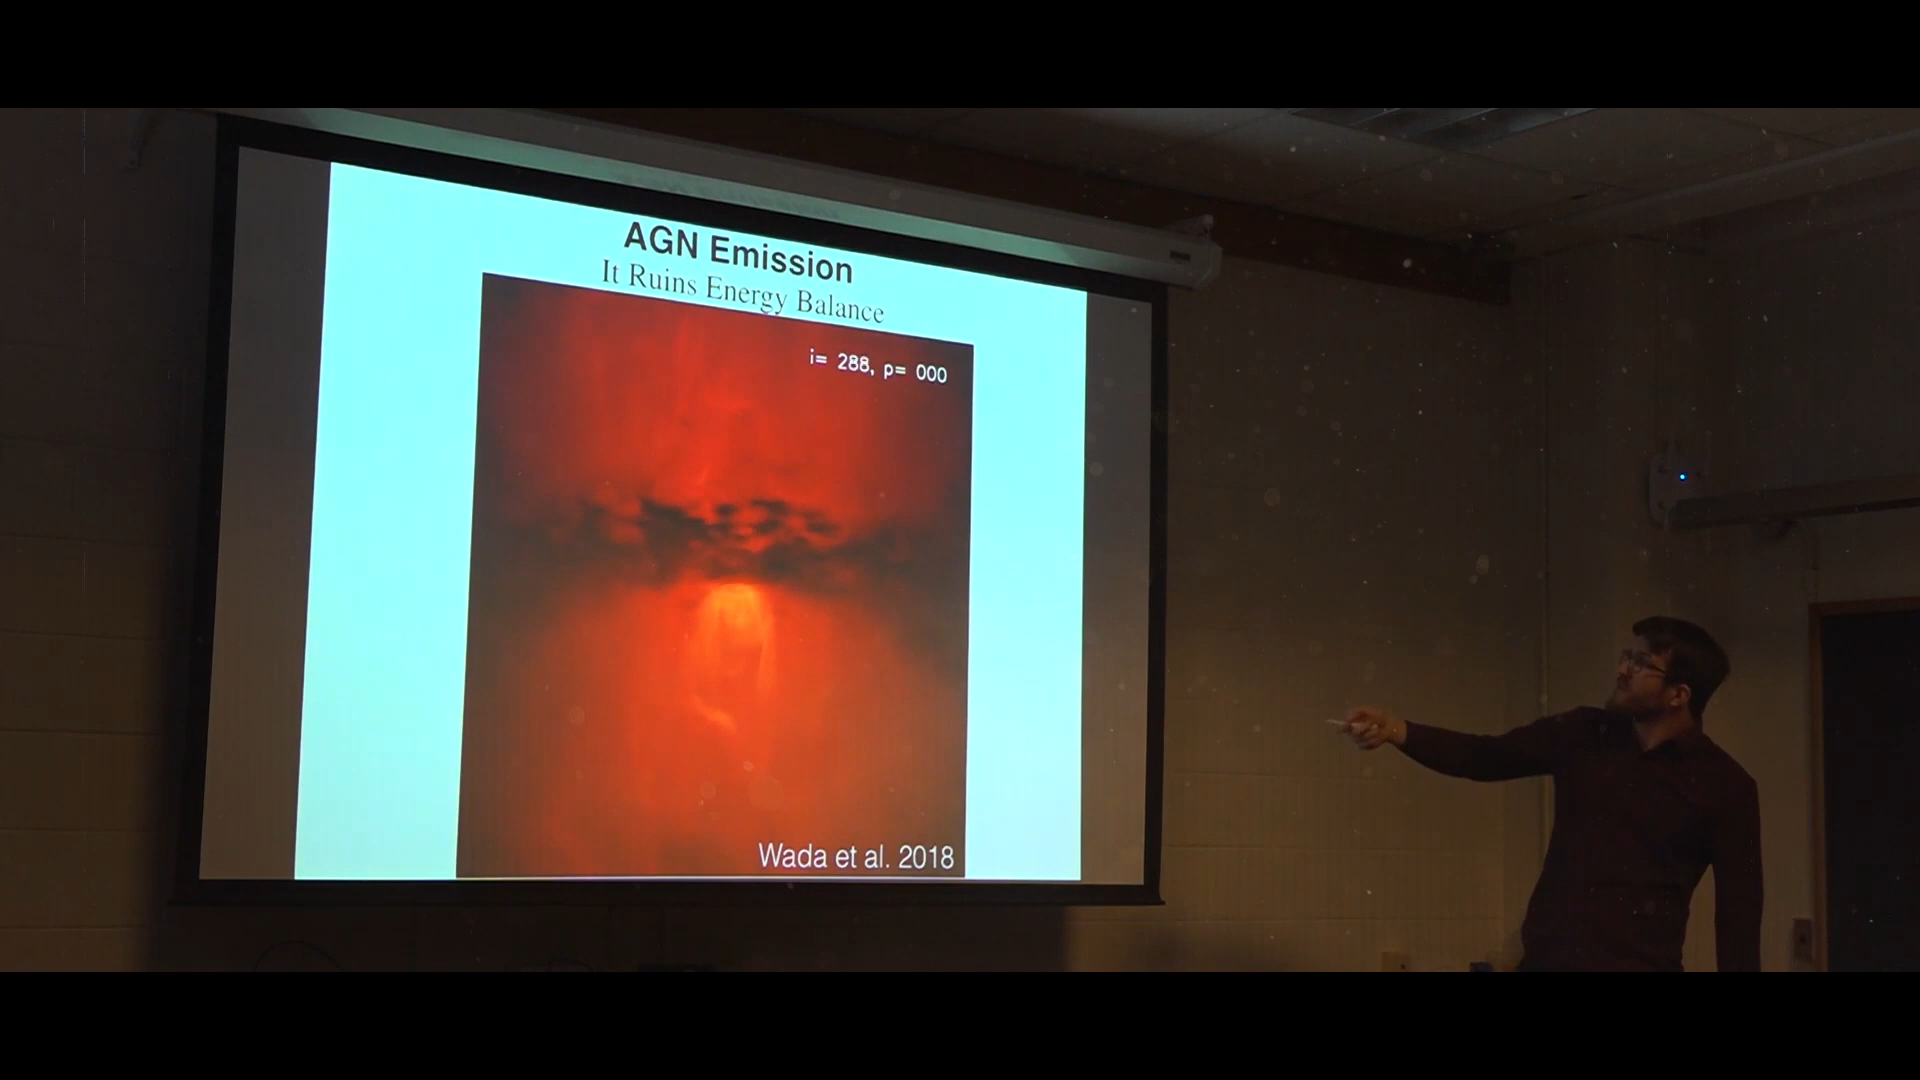 AGN Emission
It Ruins Energy Balance
i= 288, p= 000
Wada et al. 2018